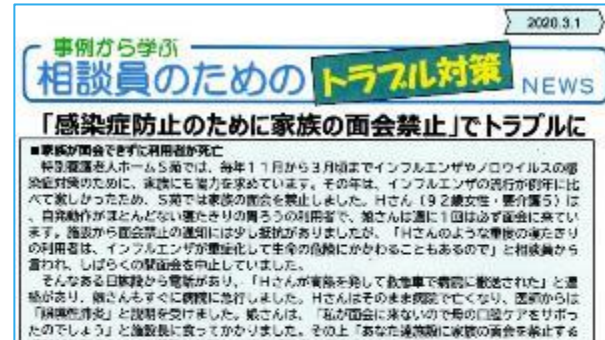 2020.3.1
事例から学ぶ
相談員のための トラブル対策 NEWS
「感染症防止のために家族の面会禁止」でトラブルに
■家族が面会できずに利用者が死亡
特別養護老人ホームS苑では、毎年11月から3月頃までインフルエンザやノロウイルスの感
染症対策のために、家族にも協力を求めています。その年は、インフルエンザの流行が例年に比
べて激しかったため、S苑では家族の面会を禁止しました。Hさん(92歳女性・要介護5)は
、自発動作がほとんどない寝たきりの胃ろうの利用者で、娘さんは週に1回は必ず面会に来てい
ます。施設から面会禁止の通知には少し抵抗がありましたが、「Hさんのような重度の寝たきり
の利用者は、インフルエンザが重症化して生命の危険にかかわることもあるので」と相談員から
言われ、しばらくの間面会を中止していました。
そんなある日施設から電話があり、「Hさんが高熱を発して救急車で病院に搬送された」と連
絡があり、娘さんもすぐに病院に急行しました。Hさんはそのまま病院で亡くなり、医師からは
「誤嚥性肺炎」と説明を受けました。娘さんは、「私が面会に来ないので母の口腔ケアをサボっ
たのでしょう」と施設長に食ってかかりました。その上「あなた達施設に家族の面会を禁止する